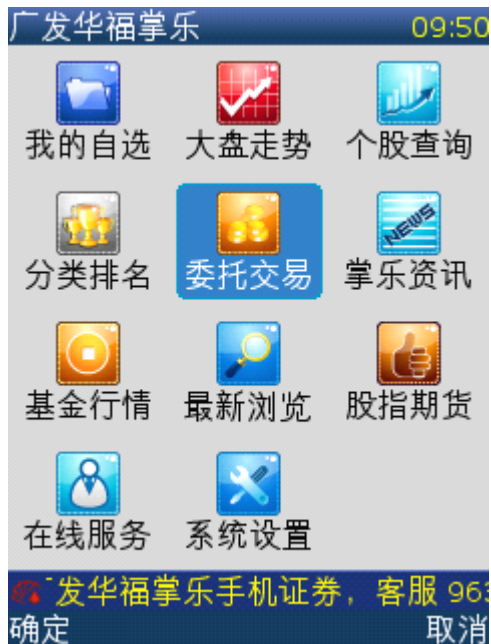 广发华福掌乐 09:50
我的自选 大盘走势 个股查询
NEWS
分类排名 委托交易 掌乐资讯
基金行情 最新浏览 股指期货
在线服务 系统设置
发华福掌乐手机证券，客服 963
确定 取消